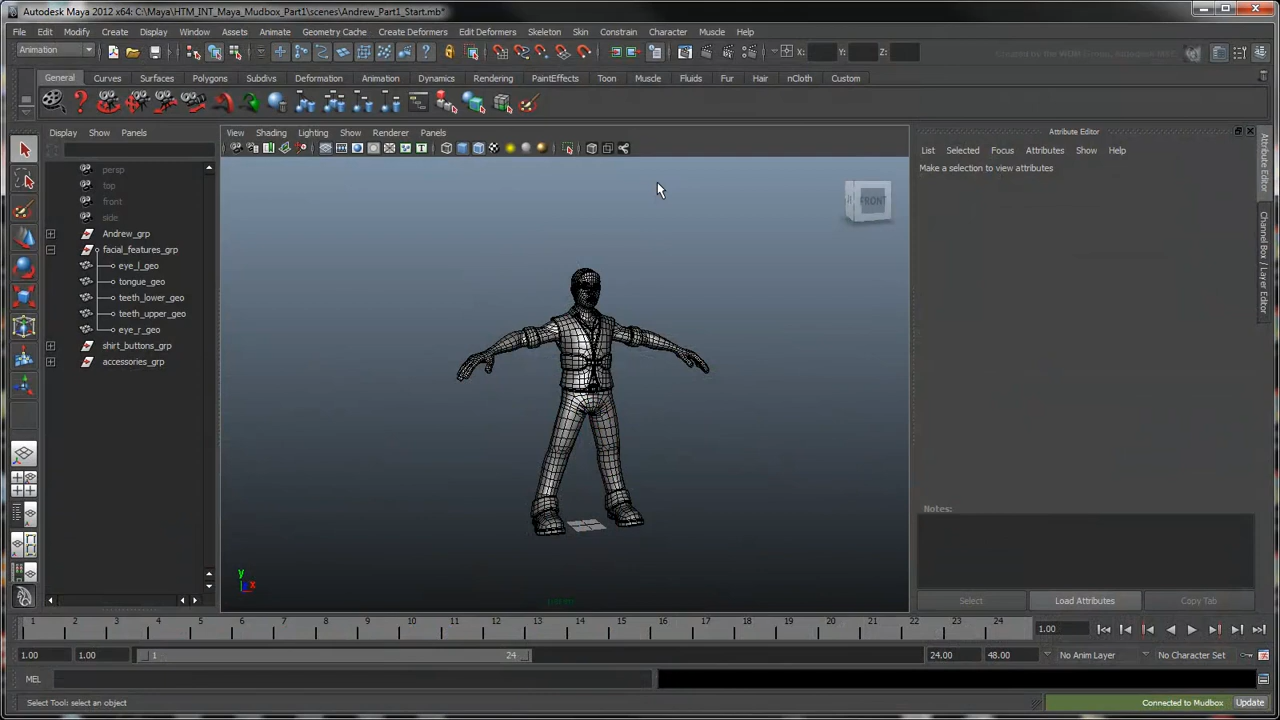 Autodesk Maya 2012 x64: C:\Maya\HTM_INT_Maya_Mudbox_Part1\scenes\Andrew_Part1_Start.mb*
File Edit Modify Create Display Window Assets Animate Geometry Cache Create Deformers Edit Deformers Skeleton Skin Constrain Character Muscle Help
Animation X: Y: Z:
General Curves Surfaces Polygons Subdivs Deformation Animation Dynamics Rendering PaintEffects Toon Muscle Fluids Fur Hair nCloth Custom
Display Show Panels
View Shading Lighting Show Renderer Panels
Attribute Editor
List Selected Focus Attributes Show Help
Make a selection to view attributes
persp
top
front
side
Andrew_grp
facial_features_grp
eye_l_geo
tongue_geo
teeth_lower_geo
teeth_upper_geo
eye_r_geo
shirt_buttons_grp
accessories_grp
FRONT
y
x
Attribute Editor
Channel Box / Layer Editor
Notes:
Select Load Attributes Copy Tab
1 2 3 4 5 6 7 8 9 10 11 12 13 14 15 16 17 18 19 20 21 22 23 24 1.00
1.00 1.00 1 24 24.00 48.00 No Anim Layer No Character Set
MEL
Select Tool: select an object
Connected to Mudbox Update